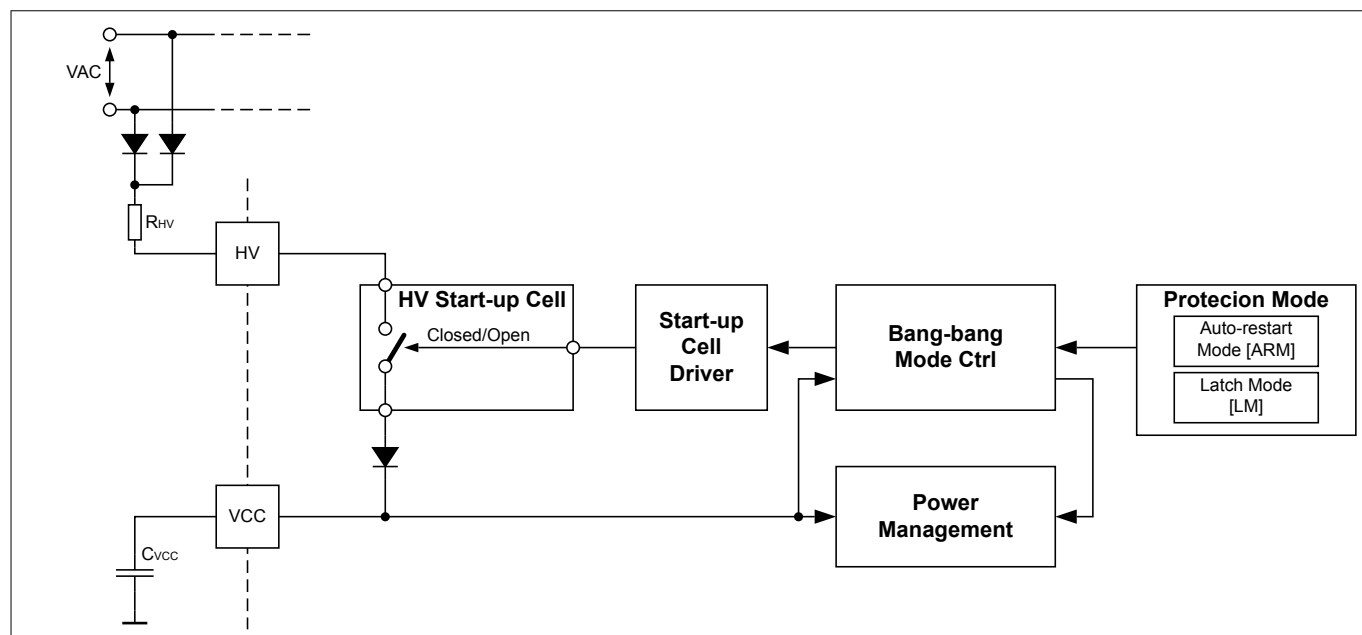 VAC
RHV
HV
HV Start-up Cell
Closed/Open
Start-up
Cell
Driver
Bang-bang
Mode Ctrl
Protecion Mode
Auto-restart
Mode [ARM]
Latch Mode
[LM]
VCC
Power
Management
CVCC